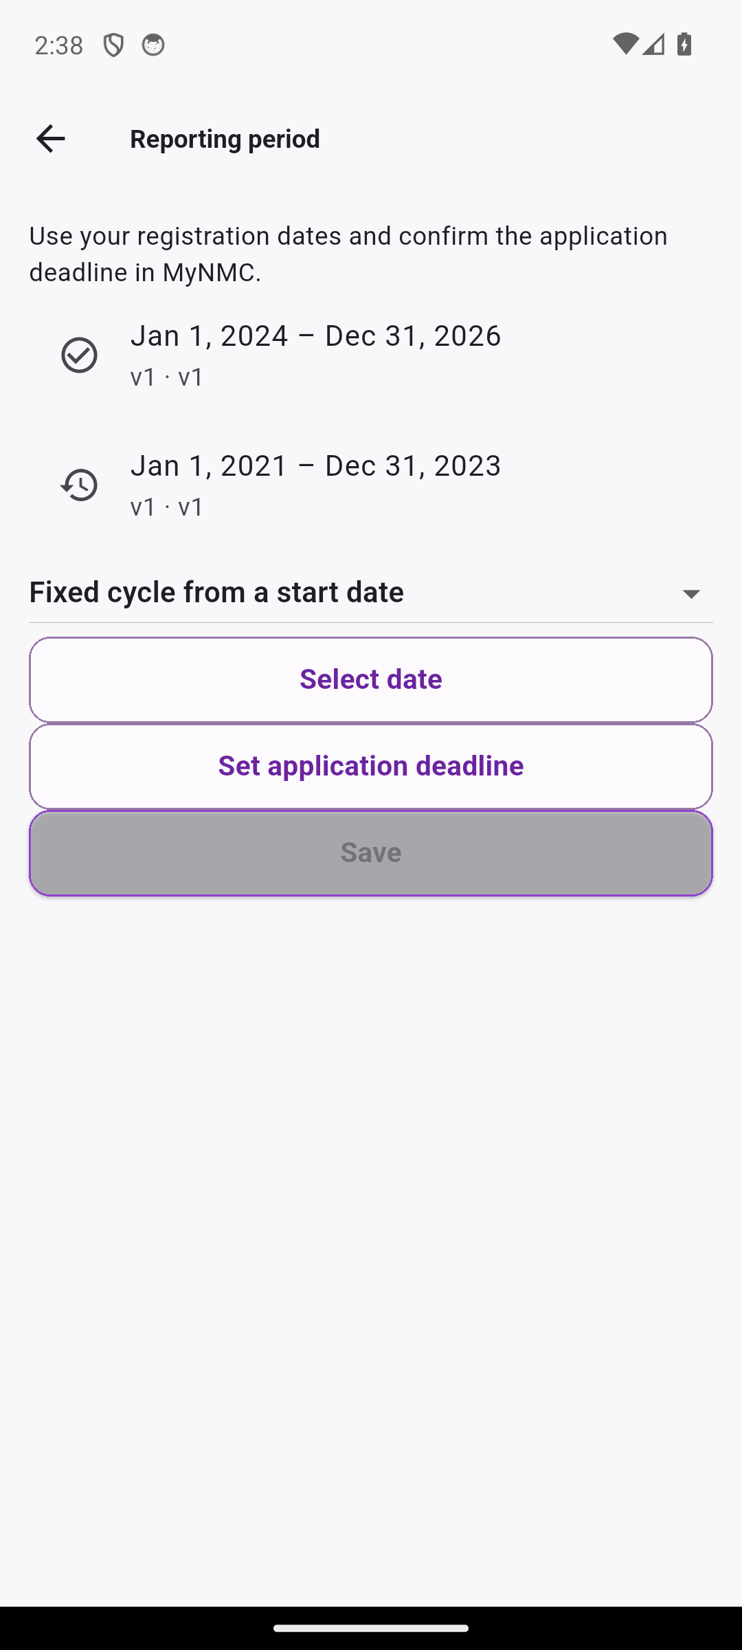 2:38
Reporting period
Use your registration dates and confirm the application
deadline in MyNMC.
Jan 1, 2024 – Dec 31, 2026
v1 · v1
Jan 1, 2021 – Dec 31, 2023
v1 · v1
Fixed cycle from a start date
Select date
Set application deadline
Save